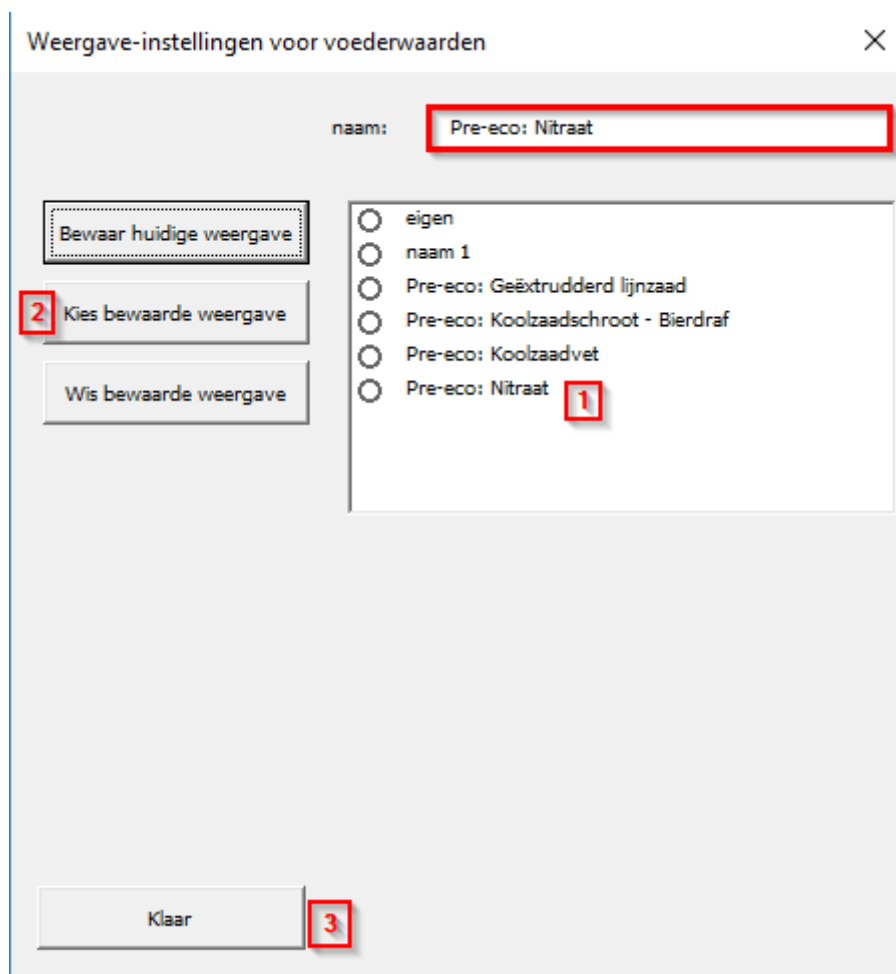 Weergave-instellingen voor voederwaarden
naam: Pre-eco: Nitraat
Bewaar huidige weergave
2 Kies bewaarde weergave
Wis bewaarde weergave
eigen
naam 1
Pre-eco: Geëxtrudderd lijnzaad
Pre-eco: Koolzaadschroot - Bierdraf
Pre-eco: Koolzaadvet
Pre-eco: Nitraat 1
Klaar 3